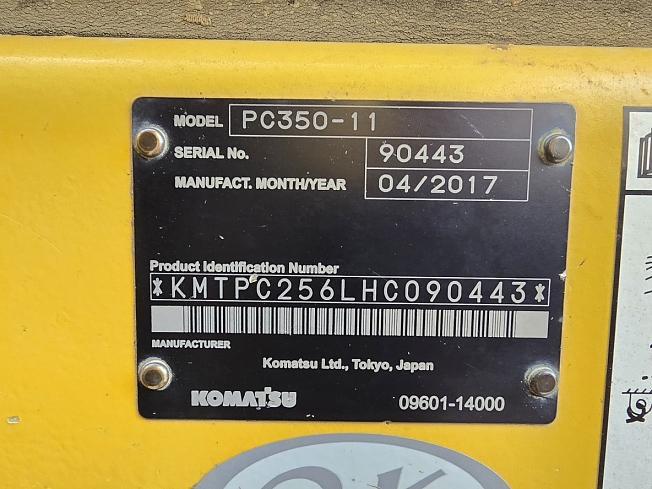 MODEL PC350-11
SERIAL No. 90443
MANUFACT. MONTH/YEAR 04/2017
Product Identification Number
*KMTPC256LHC090443*
MANUFACTURER
Komatsu Ltd., Tokyo, Japan
KOMATSU 09601-14000
OK